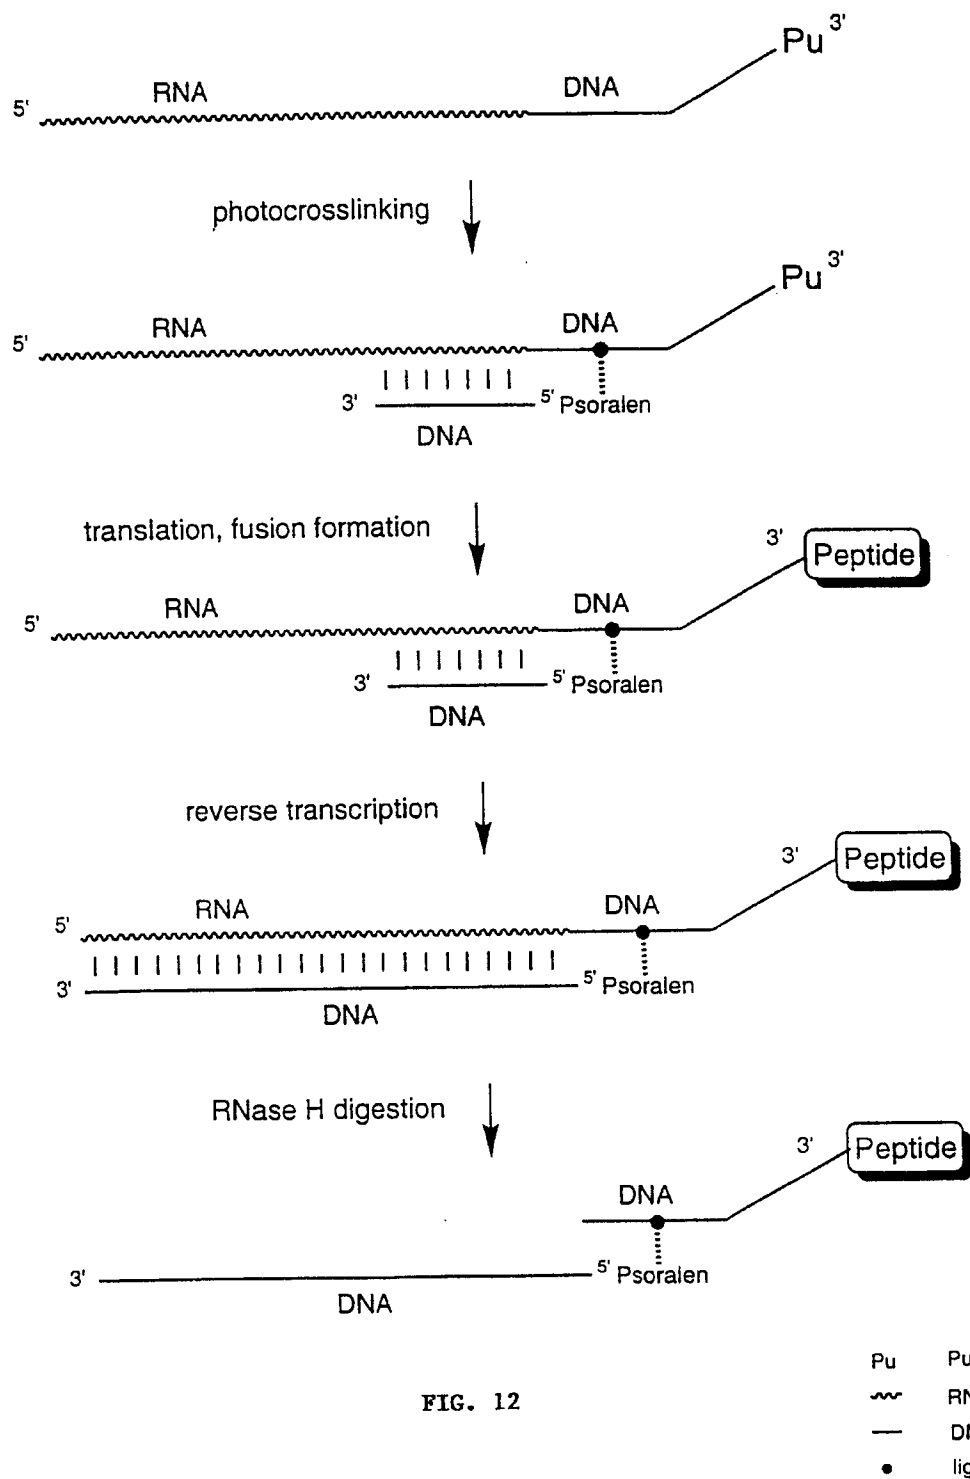 Pu 3'
RNA
DNA
5'
photocrosslinking
Pu 3'
RNA
DNA
5'
3'
5' Psoralen
DNA
translation, fusion formation
3' Peptide
RNA
DNA
5'
3'
5' Psoralen
DNA
reverse transcription
3' Peptide
RNA
DNA
5'
3'
5' Psoralen
DNA
RNase H digestion
3' Peptide
DNA
3'
5' Psoralen
DNA
Pu Pu
FIG. 12